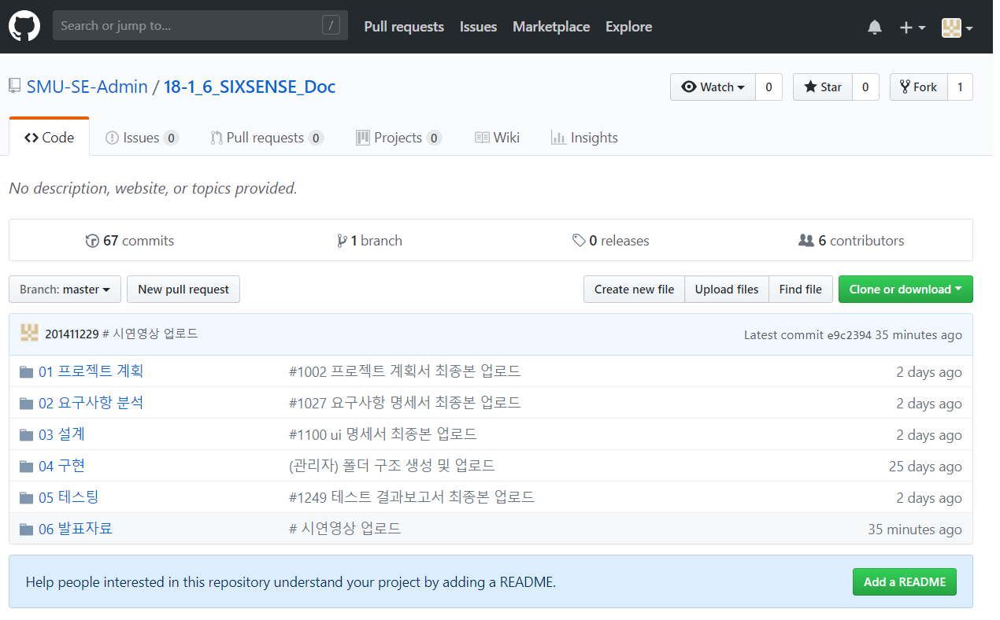 Search or jump to... /
Pull requests Issues Marketplace Explore
SMU-SE-Admin / 18-1_6_SIXSENSE_Doc
Watch 0 Star 0 Fork 1
Code Issues 0 Pull requests 0 Projects 0 Wiki Insights
No description, website, or topics provided.
67 commits 1 branch 0 releases 6 contributors
Branch: master New pull request Create new file Upload files Find file Clone or download
201411229 # 시연영상 업로드 Latest commit e9c2394 35 minutes ago
01 프로젝트 계획 #1002 프로젝트 계획서 최종본 업로드 2 days ago
02 요구사항 분석 #1027 요구사항 명세서 최종본 업로드 2 days ago
03 설계 #1100 ui 명세서 최종본 업로드 2 days ago
04 구현 (관리자) 폴더 구조 생성 및 업로드 25 days ago
05 테스팅 #1249 테스트 결과보고서 최종본 업로드 2 days ago
06 발표자료 # 시연영상 업로드 35 minutes ago
Help people interested in this repository understand your project by adding a README. Add a README